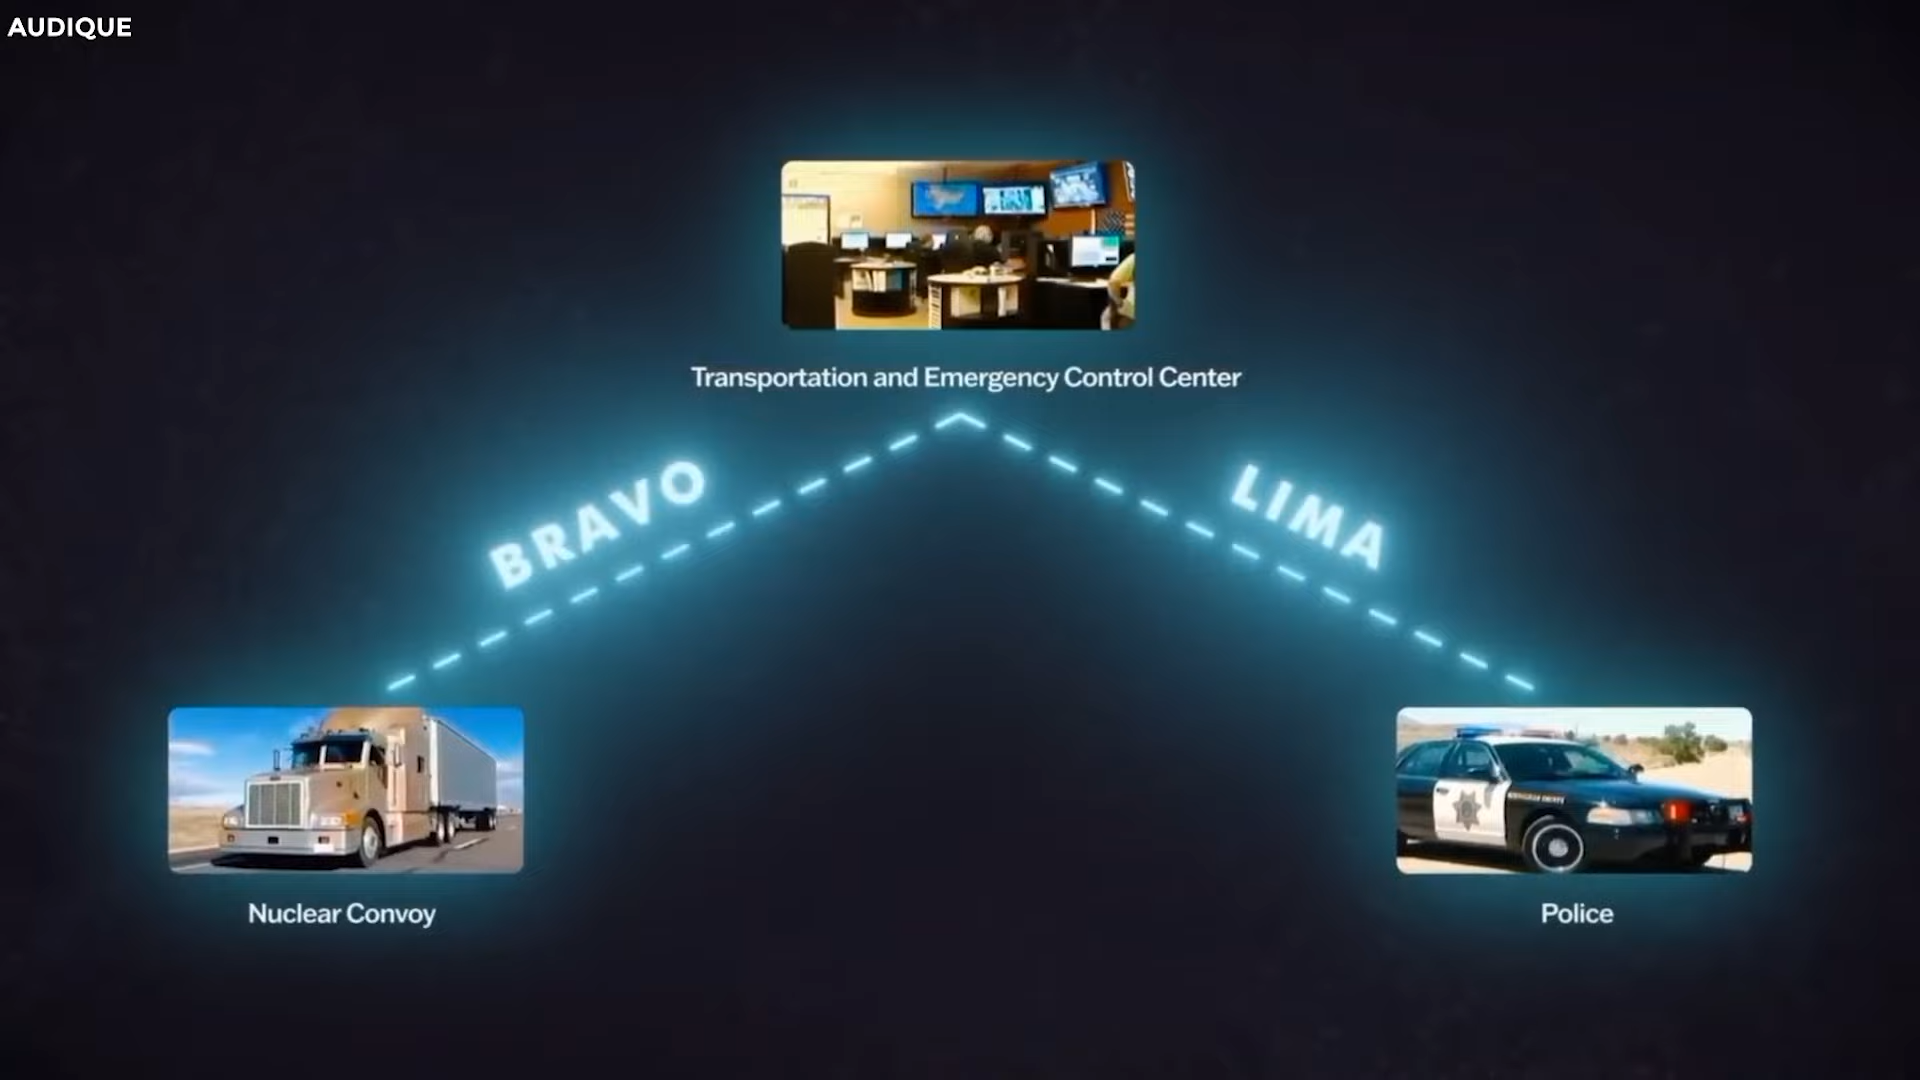 AUDIQUE
Transportation and Emergency Control Center
BRAVO
LIMA
Nuclear Convoy
Police